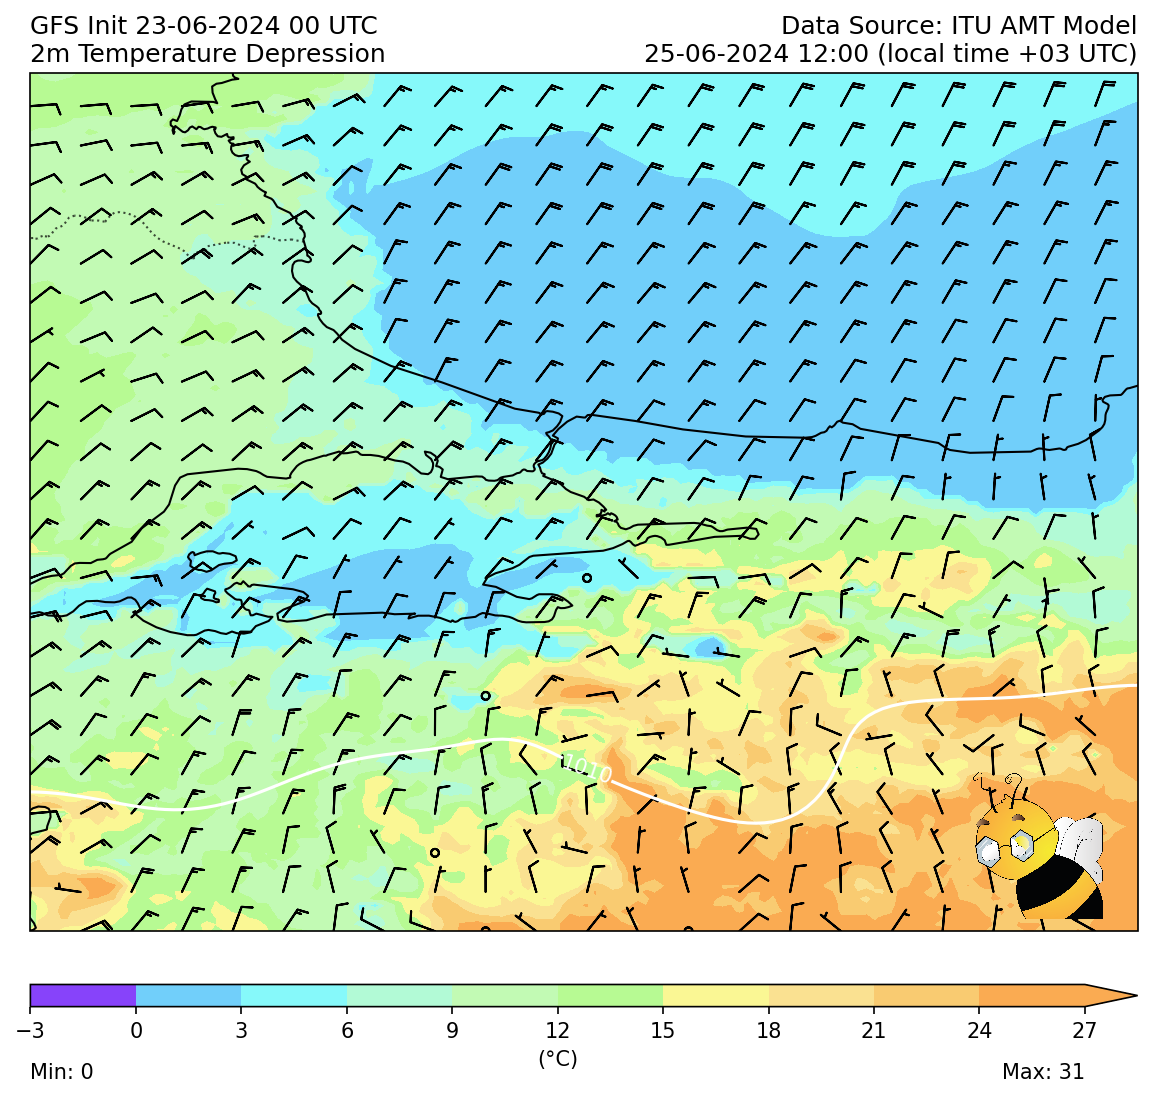 GFS Init 23-06-2024 00 UTC
Data Source: ITU AMT Model
2m Temperature Depression
25-06-2024 12:00 (local time +03 UTC)
1010
−3 0 3 6 9 12 15 18 21 24 27
(°C)
Min: 0
Max: 31